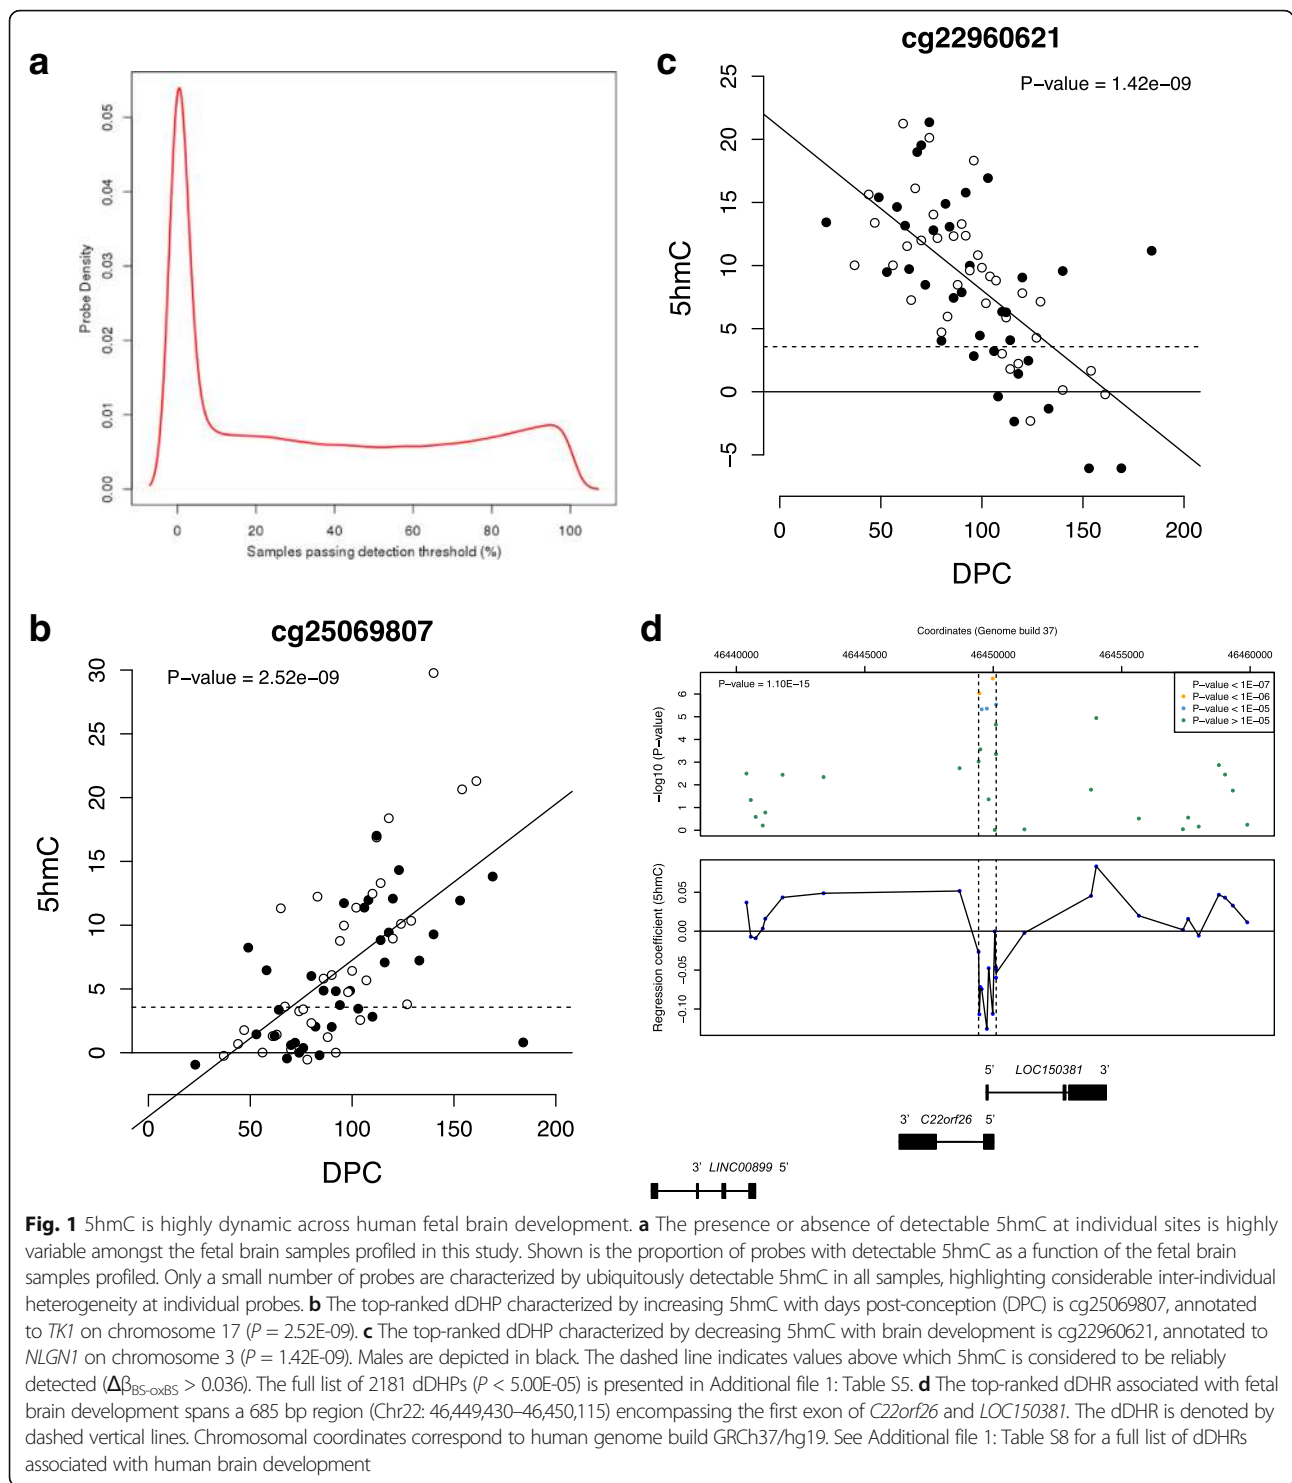 a
0.05
0.04
0.03
0.02
0.01
0.00
Probe Density
0 20 40 60 80 100
Samples passing detection threshold (%)
c
cg22960621
P-value = 1.42e-09
25
20
15
10
5
0
-5
5hmC
0 50 100 150 200
DPC
b
cg25069807
P-value = 2.52e-09
30
25
20
15
10
5
0
5hmC
0 50 100 150 200
DPC
d
Coordinates (Genome build 37)
46440000 46445000 46450000 46455000 46460000
P-value = 1.10E-15
P-value < 1E-07
P-value < 1E-06
P-value < 1E-05
P-value > 1E-05
6
5
4
3
2
1
0
-log10 (P-value)
0.05
0.00
-0.05
-0.10
Regression coefficient (5hmC)
5' LOC150381 3'
3' C22orf26 5'
3' LINC00899 5'
Fig. 1 5hmC is highly dynamic across human fetal brain development. a The presence or absence of detectable 5hmC at individual sites is highly
variable amongst the fetal brain samples profiled in this study. Shown is the proportion of probes with detectable 5hmC as a function of the fetal brain
samples profiled. Only a small number of probes are characterized by ubiquitously detectable 5hmC in all samples, highlighting considerable inter-individual
heterogeneity at individual probes. b The top-ranked dDHP characterized by increasing 5hmC with days post-conception (DPC) is cg25069807, annotated
to TK1 on chromosome 17 (P = 2.52E-09). c The top-ranked dDHP characterized by decreasing 5hmC with brain development is cg22960621, annotated to
NLGN1 on chromosome 3 (P = 1.42E-09). Males are depicted in black. The dashed line indicates values above which 5hmC is considered to be reliably
detected (ΔβBS-oxBS > 0.036). The full list of 2181 dDHPs (P < 5.00E-05) is presented in Additional file 1: Table S5. d The top-ranked dDHR associated with fetal
brain development spans a 685 bp region (Chr22: 46,449,430–46,450,115) encompassing the first exon of C22orf26 and LOC150381. The dDHR is denoted by
dashed vertical lines. Chromosomal coordinates correspond to human genome build GRCh37/hg19. See Additional file 1: Table S8 for a full list of dDHRs
associated with human brain development